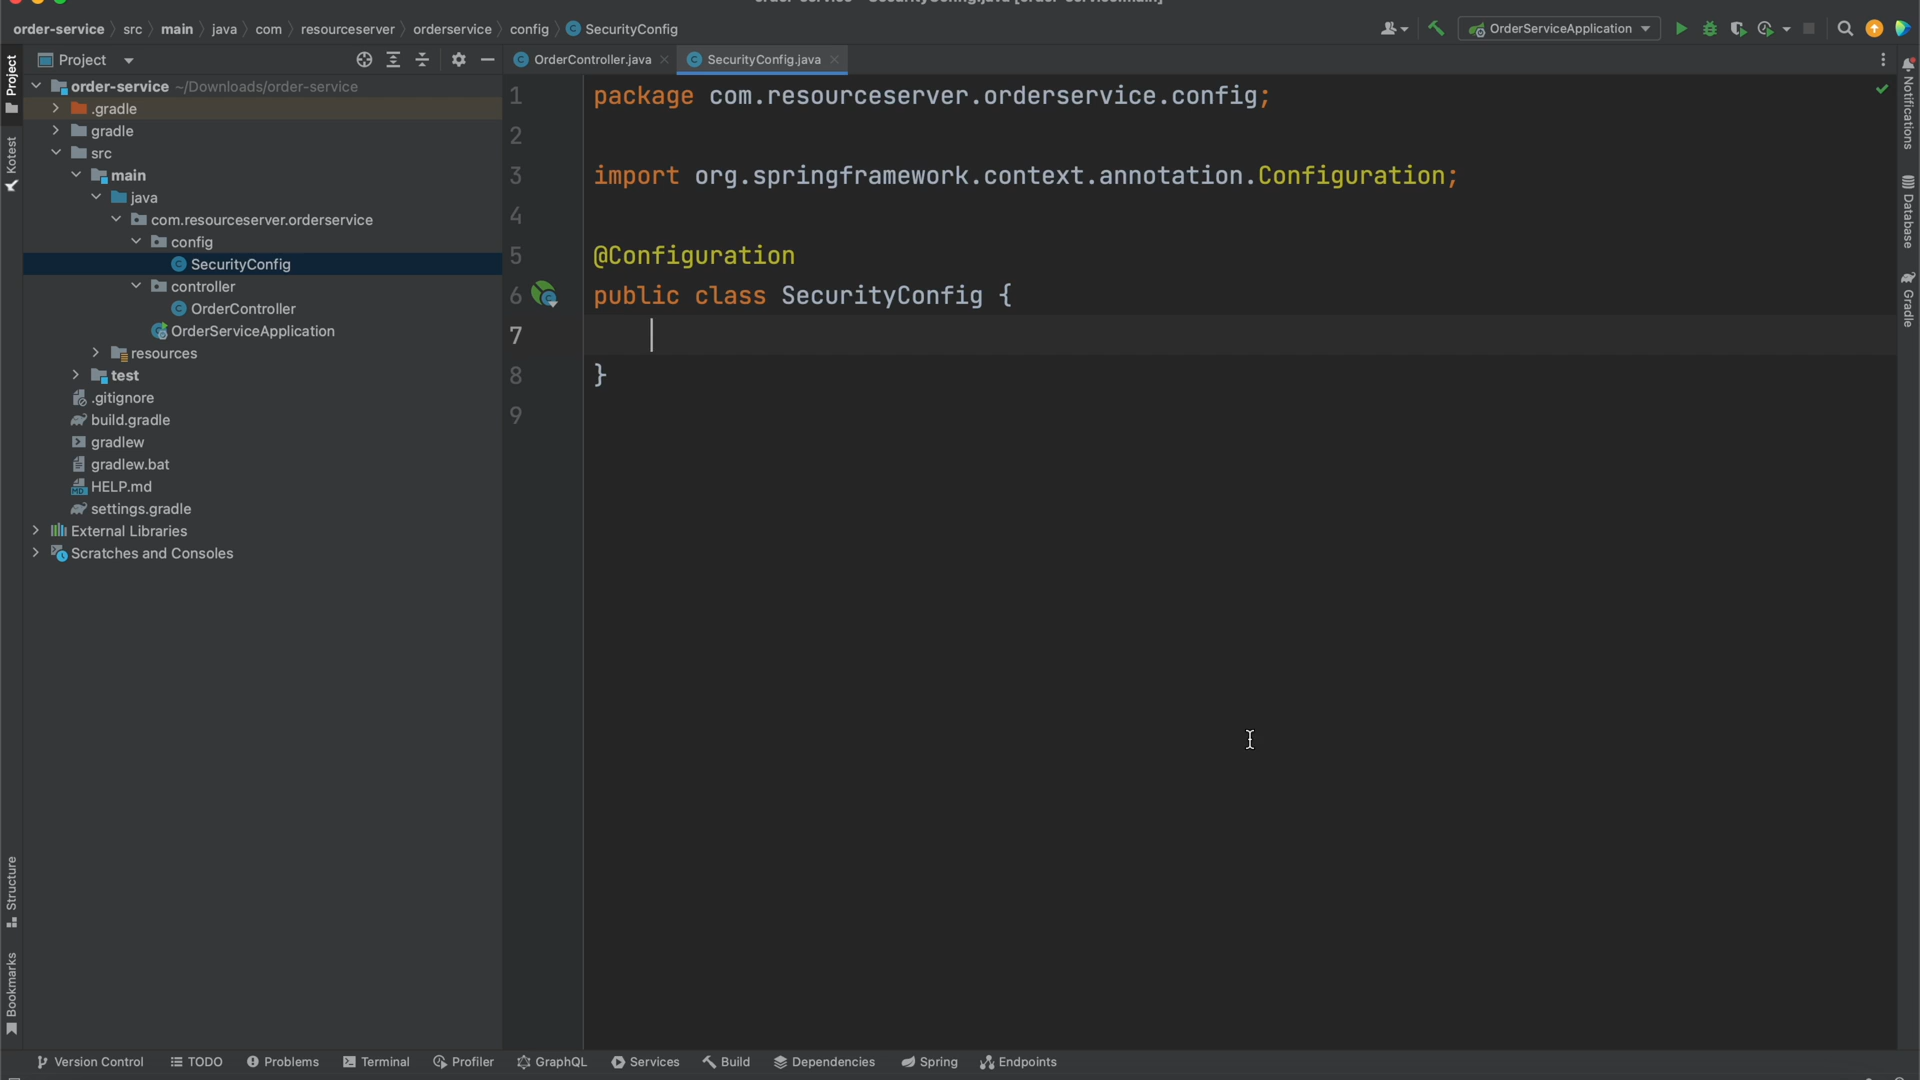 order-service src main java com resourceserver orderservice config SecurityConfig
OrderServiceApplication
Project
OrderController.java SecurityConfig.java
Project
Kotest
Structure
Bookmarks
order-service ~/Downloads/order-service
.gradle
gradle
src
main
java
com.resourceserver.orderservice
config
SecurityConfig
controller
OrderController
OrderServiceApplication
resources
test
.gitignore
build.gradle
gradlew
gradlew.bat
HELP.md
settings.gradle
External Libraries
Scratches and Consoles
1 package com.resourceserver.orderservice.config;
2
3 import org.springframework.context.annotation.Configuration;
4
5 @Configuration
6 public class SecurityConfig {
7
8 }
9
Notifications
Database
Gradle
Version Control TODO Problems Terminal Profiler GraphQL Services Build Dependencies Spring Endpoints